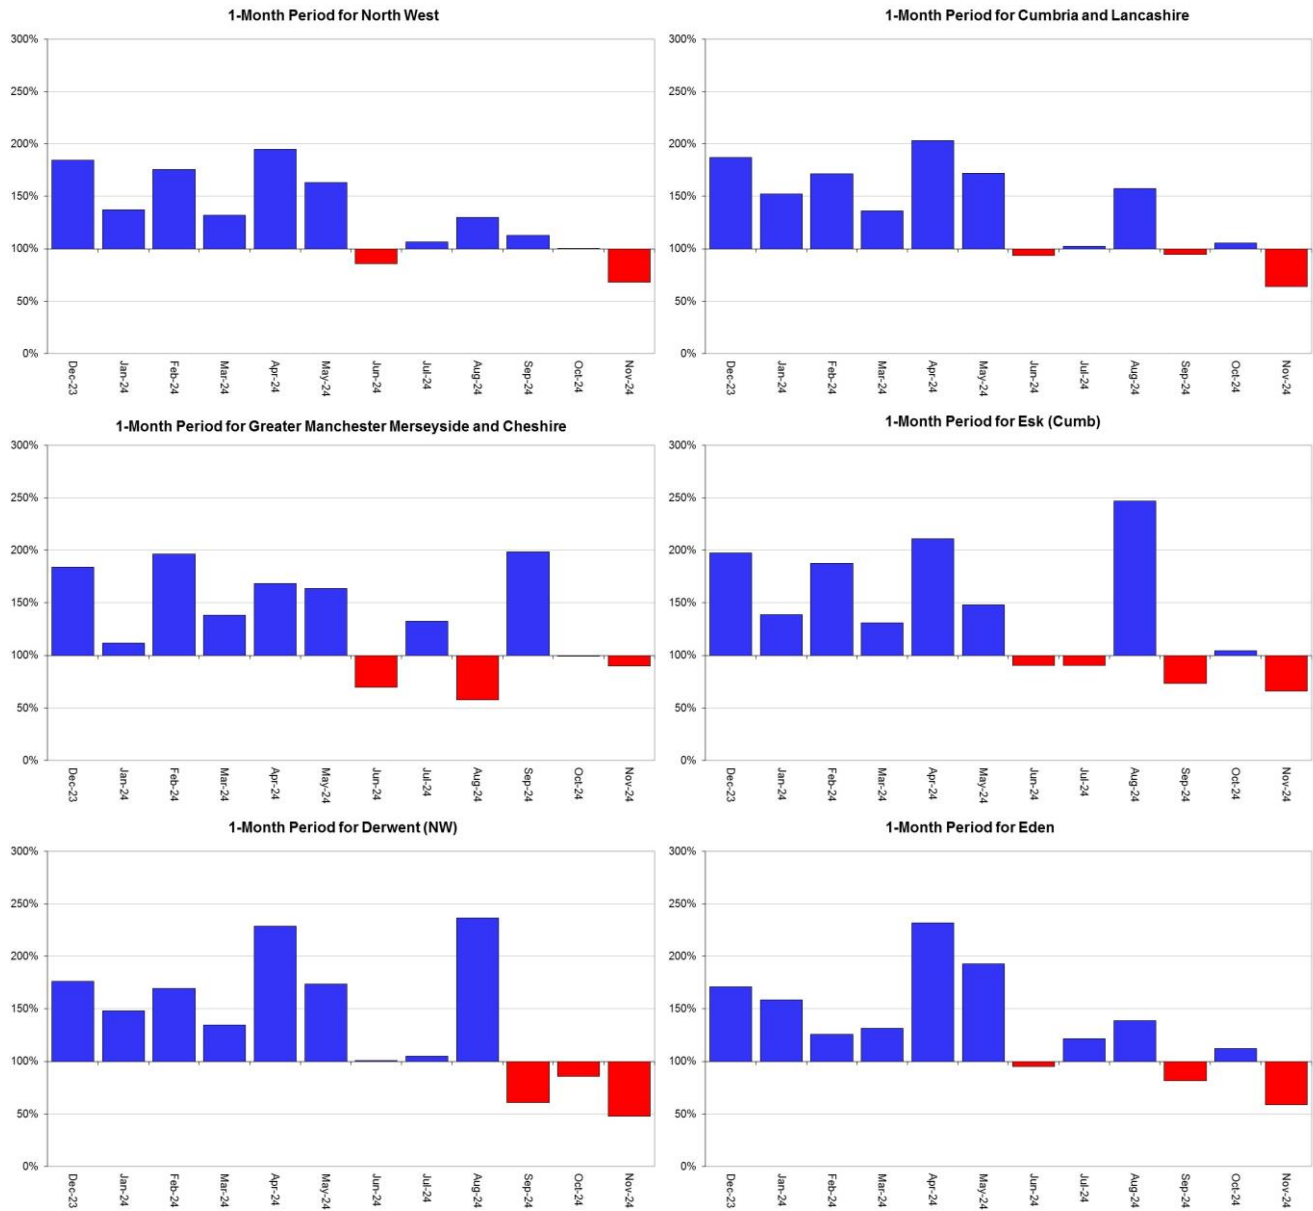 1-Month Period for North West
300%
250%
200%
150%
100%
50%
0%
Dec-23
Jan-24
Feb-24
Mar-24
Apr-24
May-24
Jun-24
Jul-24
Aug-24
Sep-24
Oct-24
Nov-24
1-Month Period for Cumbria and Lancashire
300%
250%
200%
150%
100%
50%
0%
Dec-23
Jan-24
Feb-24
Mar-24
Apr-24
May-24
Jun-24
Jul-24
Aug-24
Sep-24
Oct-24
Nov-24
1-Month Period for Greater Manchester Merseyside and Cheshire
300%
250%
200%
150%
100%
50%
0%
Dec-23
Jan-24
Feb-24
Mar-24
Apr-24
May-24
Jun-24
Jul-24
Aug-24
Sep-24
Oct-24
Nov-24
1-Month Period for Esk (Cumb)
300%
250%
200%
150%
100%
50%
0%
Dec-23
Jan-24
Feb-24
Mar-24
Apr-24
May-24
Jun-24
Jul-24
Aug-24
Sep-24
Oct-24
Nov-24
1-Month Period for Derwent (NW)
300%
250%
200%
150%
100%
50%
0%
Dec-23
Jan-24
Feb-24
Mar-24
Apr-24
May-24
Jun-24
Jul-24
Aug-24
Sep-24
Oct-24
Nov-24
1-Month Period for Eden
300%
250%
200%
150%
100%
50%
0%
Dec-23
Jan-24
Feb-24
Mar-24
Apr-24
May-24
Jun-24
Jul-24
Aug-24
Sep-24
Oct-24
Nov-24